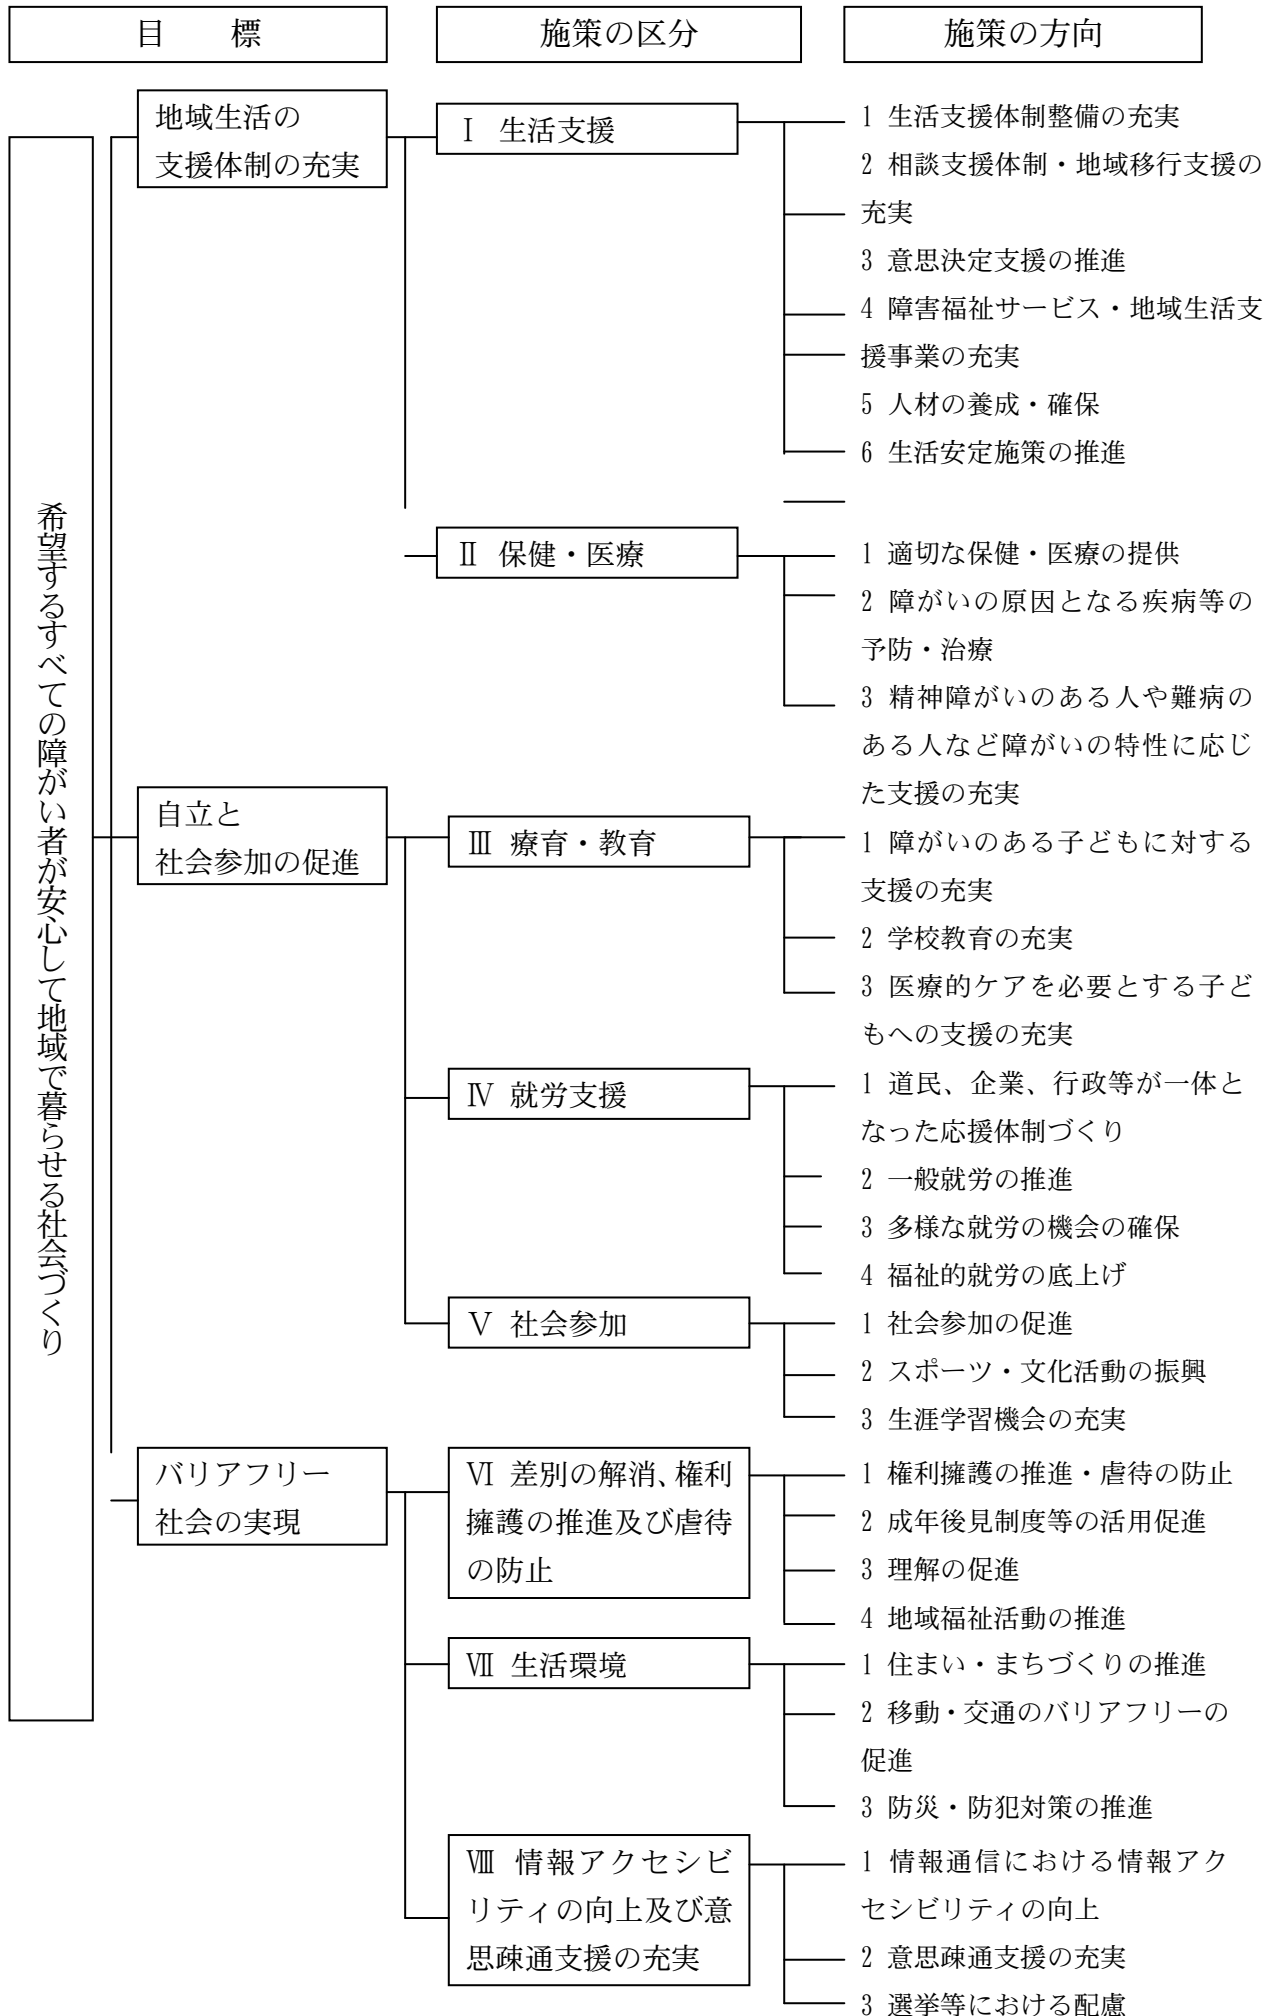 目　標
施策の区分
施策の方向
希望するすべての障がい者が安心して地域で暮らせる社会づくり
地域生活の
支援体制の充実
Ⅰ 生活支援
1 生活支援体制整備の充実
2 相談支援体制・地域移行支援の
充実
3 意思決定支援の推進
4 障害福祉サービス・地域生活支
援事業の充実
5 人材の養成・確保
6 生活安定施策の推進
Ⅱ 保健・医療
1 適切な保健・医療の提供
2 障がいの原因となる疾病等の
予防・治療
3 精神障がいのある人や難病の
ある人など障がいの特性に応じ
た支援の充実
自立と
社会参加の促進
Ⅲ 療育・教育
1 障がいのある子どもに対する
支援の充実
2 学校教育の充実
3 医療的ケアを必要とする子ど
もへの支援の充実
Ⅳ 就労支援
1 道民、企業、行政等が一体と
なった応援体制づくり
2 一般就労の推進
3 多様な就労の機会の確保
4 福祉的就労の底上げ
Ⅴ 社会参加
1 社会参加の促進
2 スポーツ・文化活動の振興
3 生涯学習機会の充実
バリアフリー
社会の実現
Ⅵ 差別の解消、権利
擁護の推進及び虐待
の防止
1 権利擁護の推進・虐待の防止
2 成年後見制度等の活用促進
3 理解の促進
4 地域福祉活動の推進
Ⅶ 生活環境
1 住まい・まちづくりの推進
2 移動・交通のバリアフリーの
促進
3 防災・防犯対策の推進
Ⅷ 情報アクセシビ
リティの向上及び意
思疎通支援の充実
1 情報通信における情報アク
セシビリティの向上
2 意思疎通支援の充実
3 選挙等における配慮